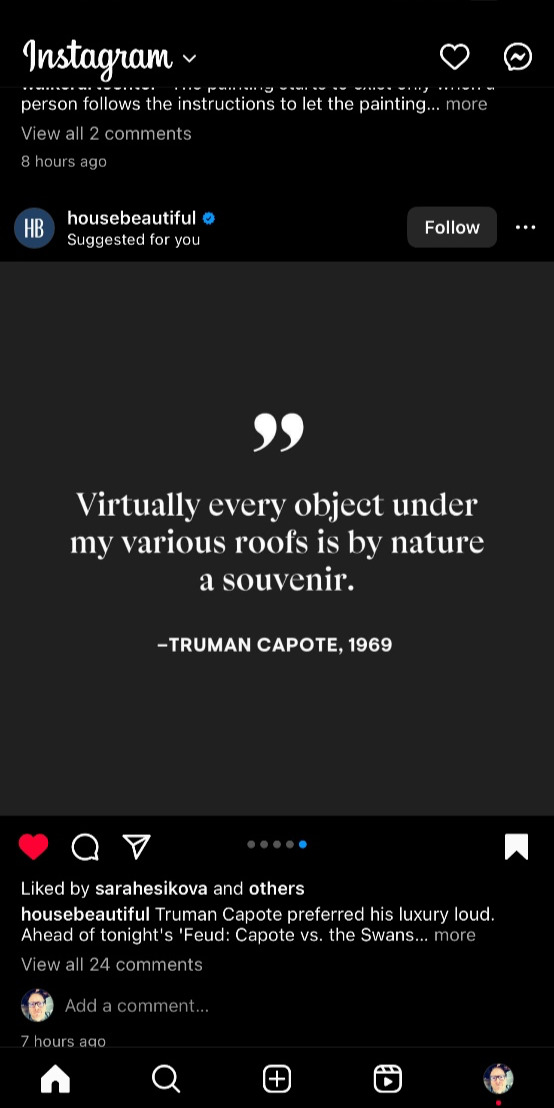 Instagram
person follows the instructions to let the painting... more
View all 2 comments
8 hours ago
HB
housebeautiful
Suggested for you
Follow
”
Virtually every object under
my various roofs is by nature
a souvenir.
–TRUMAN CAPOTE, 1969
Liked by sarahesikova and others
housebeautiful Truman Capote preferred his luxury loud.
Ahead of tonight's 'Feud: Capote vs. the Swans... more
View all 24 comments
Add a comment...
7 hours ago